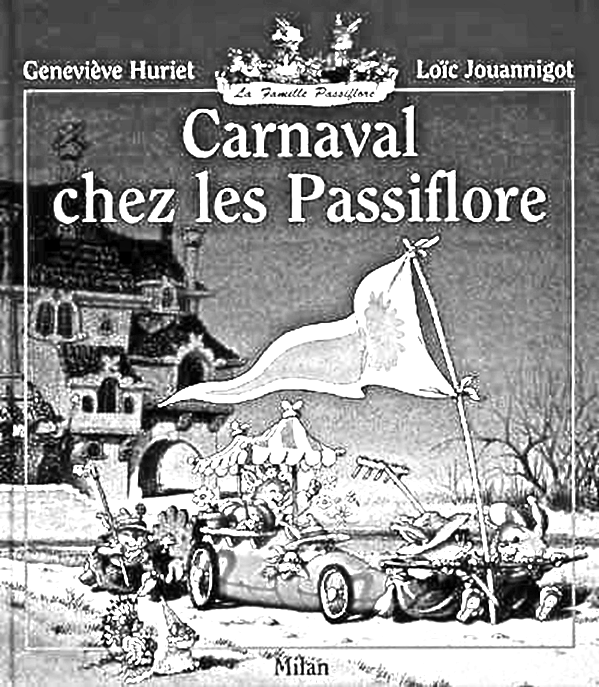 Geneviève Huriet
Loïc Jouannigot
La Famille Passiflore
Carnaval
chez les Passiflore
Milan